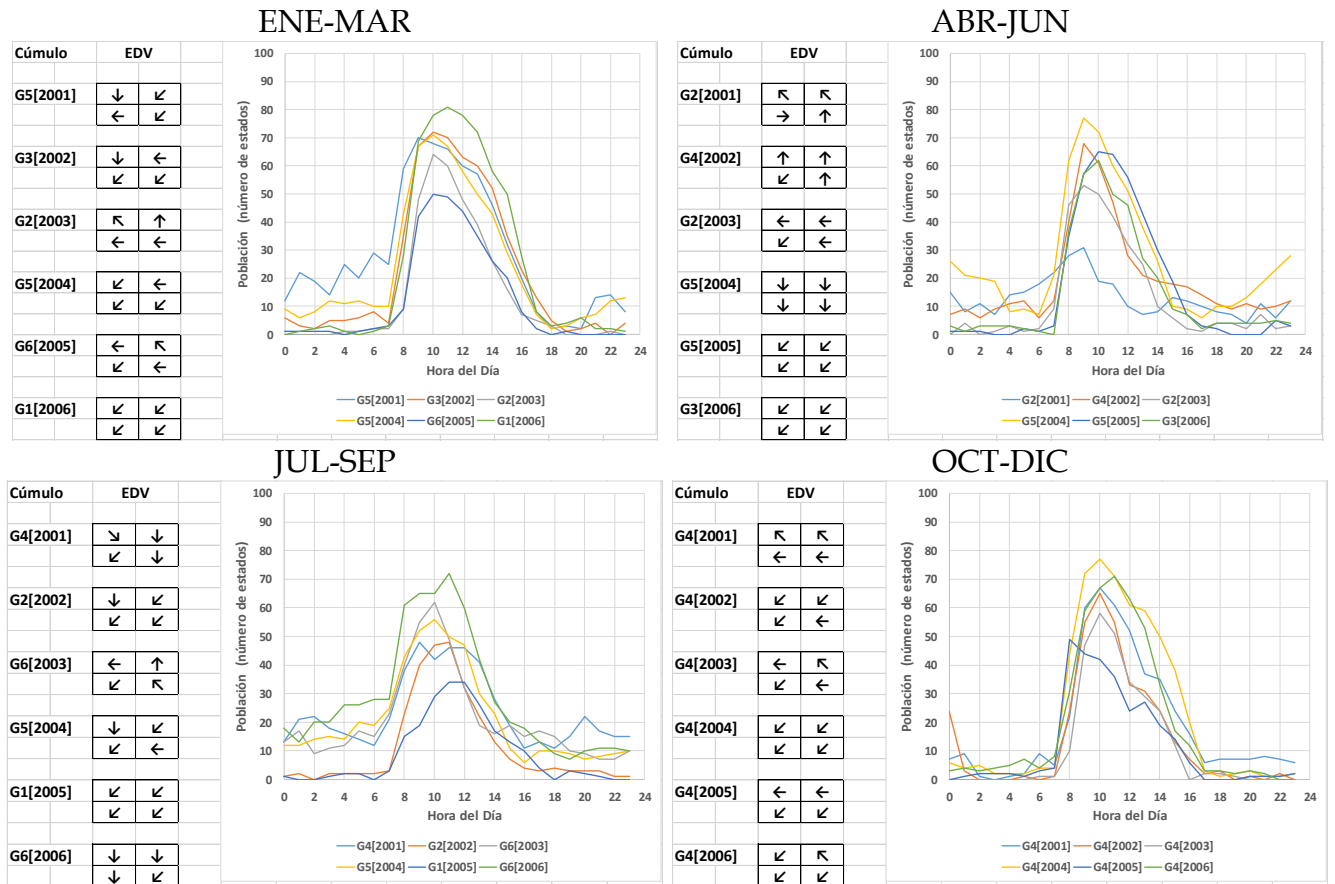 ENE-MAR
Cúmulo EDV
G5[2001] ↓ ↙
← ↙
G3[2002] ↓ ←
↙ ↙
G2[2003] ↖ ↑
← ←
G5[2004] ↙ ←
↙ ↙
G6[2005] ← ↖
↙ ←
G1[2006] ↙ ↙
↙ ↙
Población (número de estados)
100
90
80
70
60
50
40
30
20
10
0
0 2 4 6 8 10 12 14 16 18 20 22 24
Hora del Día
G5[2001] G3[2002] G2[2003]
G5[2004] G6[2005] G1[2006]
ABR-JUN
Cúmulo EDV
G2[2001] ↖ ↖
→ ↑
G4[2002] ↑ ↑
↙ ↑
G2[2003] ← ←
↙ ←
G5[2004] ↓ ↓
↓ ↓
G5[2005] ↙ ↙
↙ ↙
G3[2006] ↙ ↙
↙ ↙
Población (número de estados)
100
90
80
70
60
50
40
30
20
10
0
0 2 4 6 8 10 12 14 16 18 20 22 24
Hora del Día
G2[2001] G4[2002] G2[2003]
G5[2004] G5[2005] G3[2006]
JUL-SEP
Cúmulo EDV
G4[2001] ↘ ↓
↙ ↓
G2[2002] ↓ ↙
↙ ↙
G6[2003] ← ↑
↙ ↖
G5[2004] ↓ ↙
↙ ←
G1[2005] ↙ ↙
↙ ↙
G6[2006] ↓ ↓
↓ ↙
Población (número de estados)
100
90
80
70
60
50
40
30
20
10
0
0 2 4 6 8 10 12 14 16 18 20 22 24
Hora del Día
G4[2001] G2[2002] G6[2003]
G5[2004] G1[2005] G6[2006]
OCT-DIC
Cúmulo EDV
G4[2001] ↖ ↖
← ←
G4[2002] ↙ ↙
↙ ←
G4[2003] ← ↖
↙ ←
G4[2004] ↙ ↙
↙ ↙
G4[2005] ← ←
↙ ↙
G4[2006] ↙ ↖
↙ ↙
Población (número de estados)
100
90
80
70
60
50
40
30
20
10
0
0 2 4 6 8 10 12 14 16 18 20 22 24
Hora del Día
G4[2001] G4[2002] G4[2003]
G4[2004] G4[2005] G4[2006]